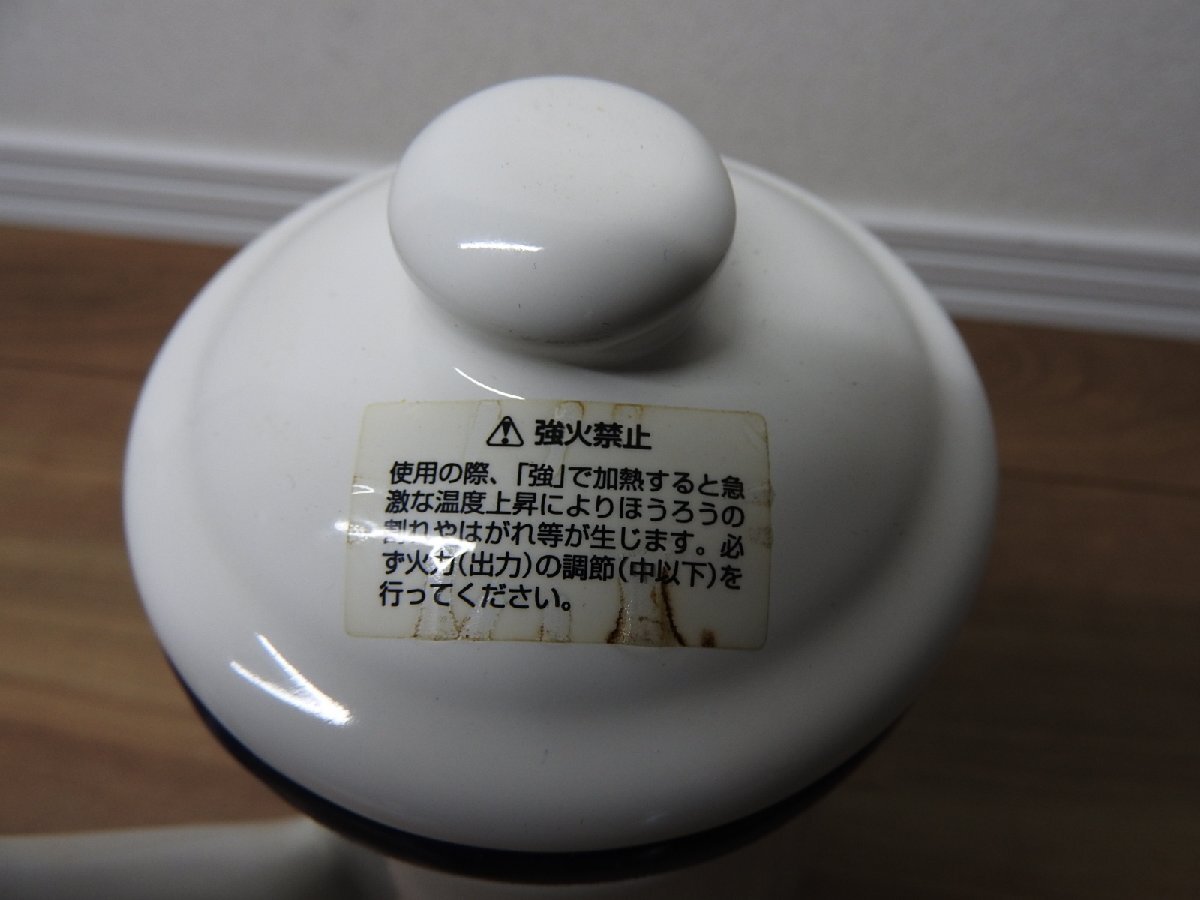 ⚠ 強火禁止
使用の際、「強」で加熱すると急
激な温度上昇によりほうろうの
割れやはがれ等が生じます。必
ず火力(出力)の調節(中以下)を
行ってください。